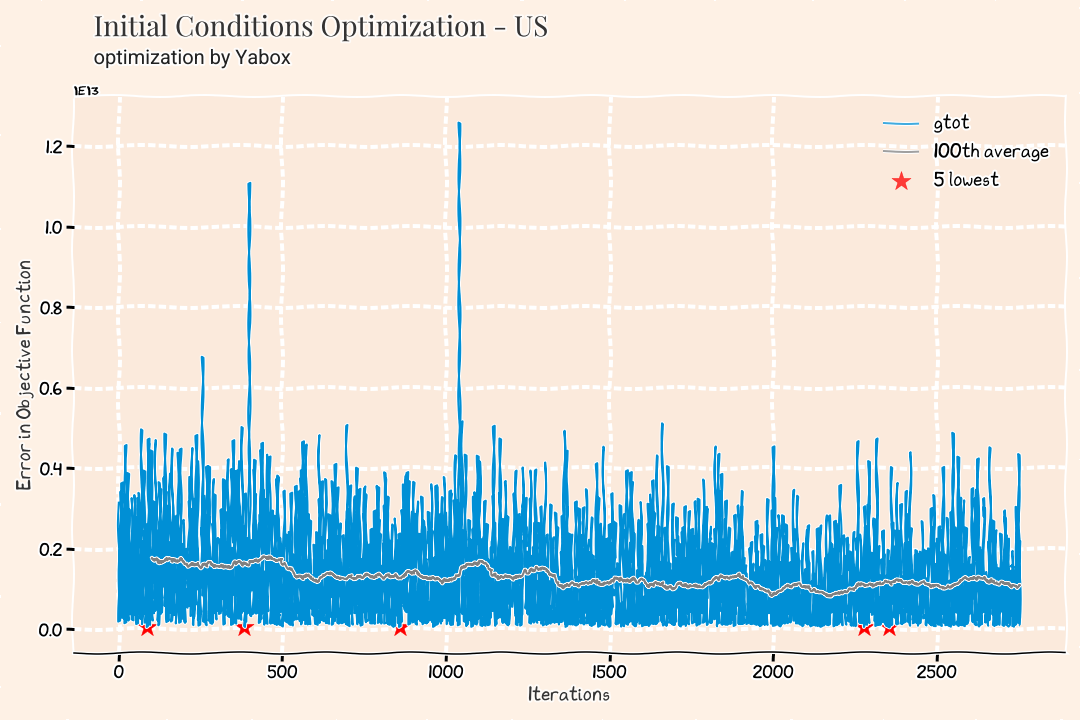 Initial Conditions Optimization - US
optimization by Yabox
1E13
gtot
100th average
5 lowest
1.2
1.0
0.8
0.6
0.4
0.2
0.0
Error in Objective Function
0 500 1000 1500 2000 2500
Iterations